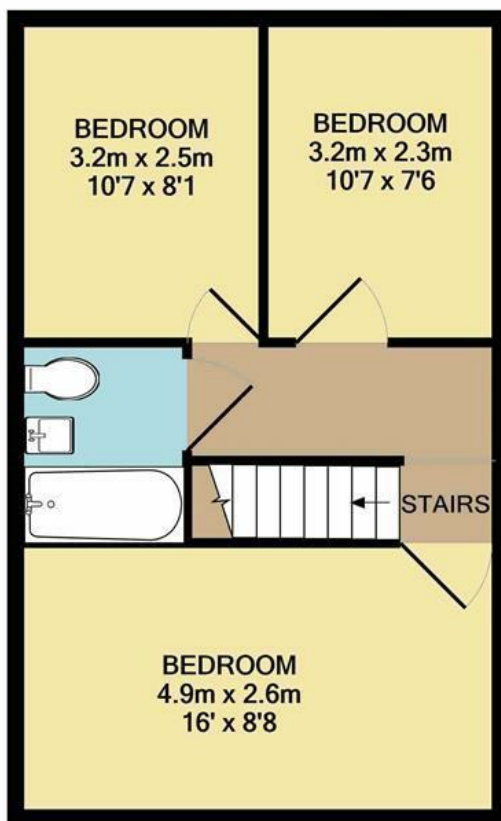 BEDROOM
3.2m x 2.5m
10'7 x 8'1
BEDROOM
3.2m x 2.3m
10'7 x 7'6
STAIRS
BEDROOM
4.9m x 2.6m
16' x 8'8